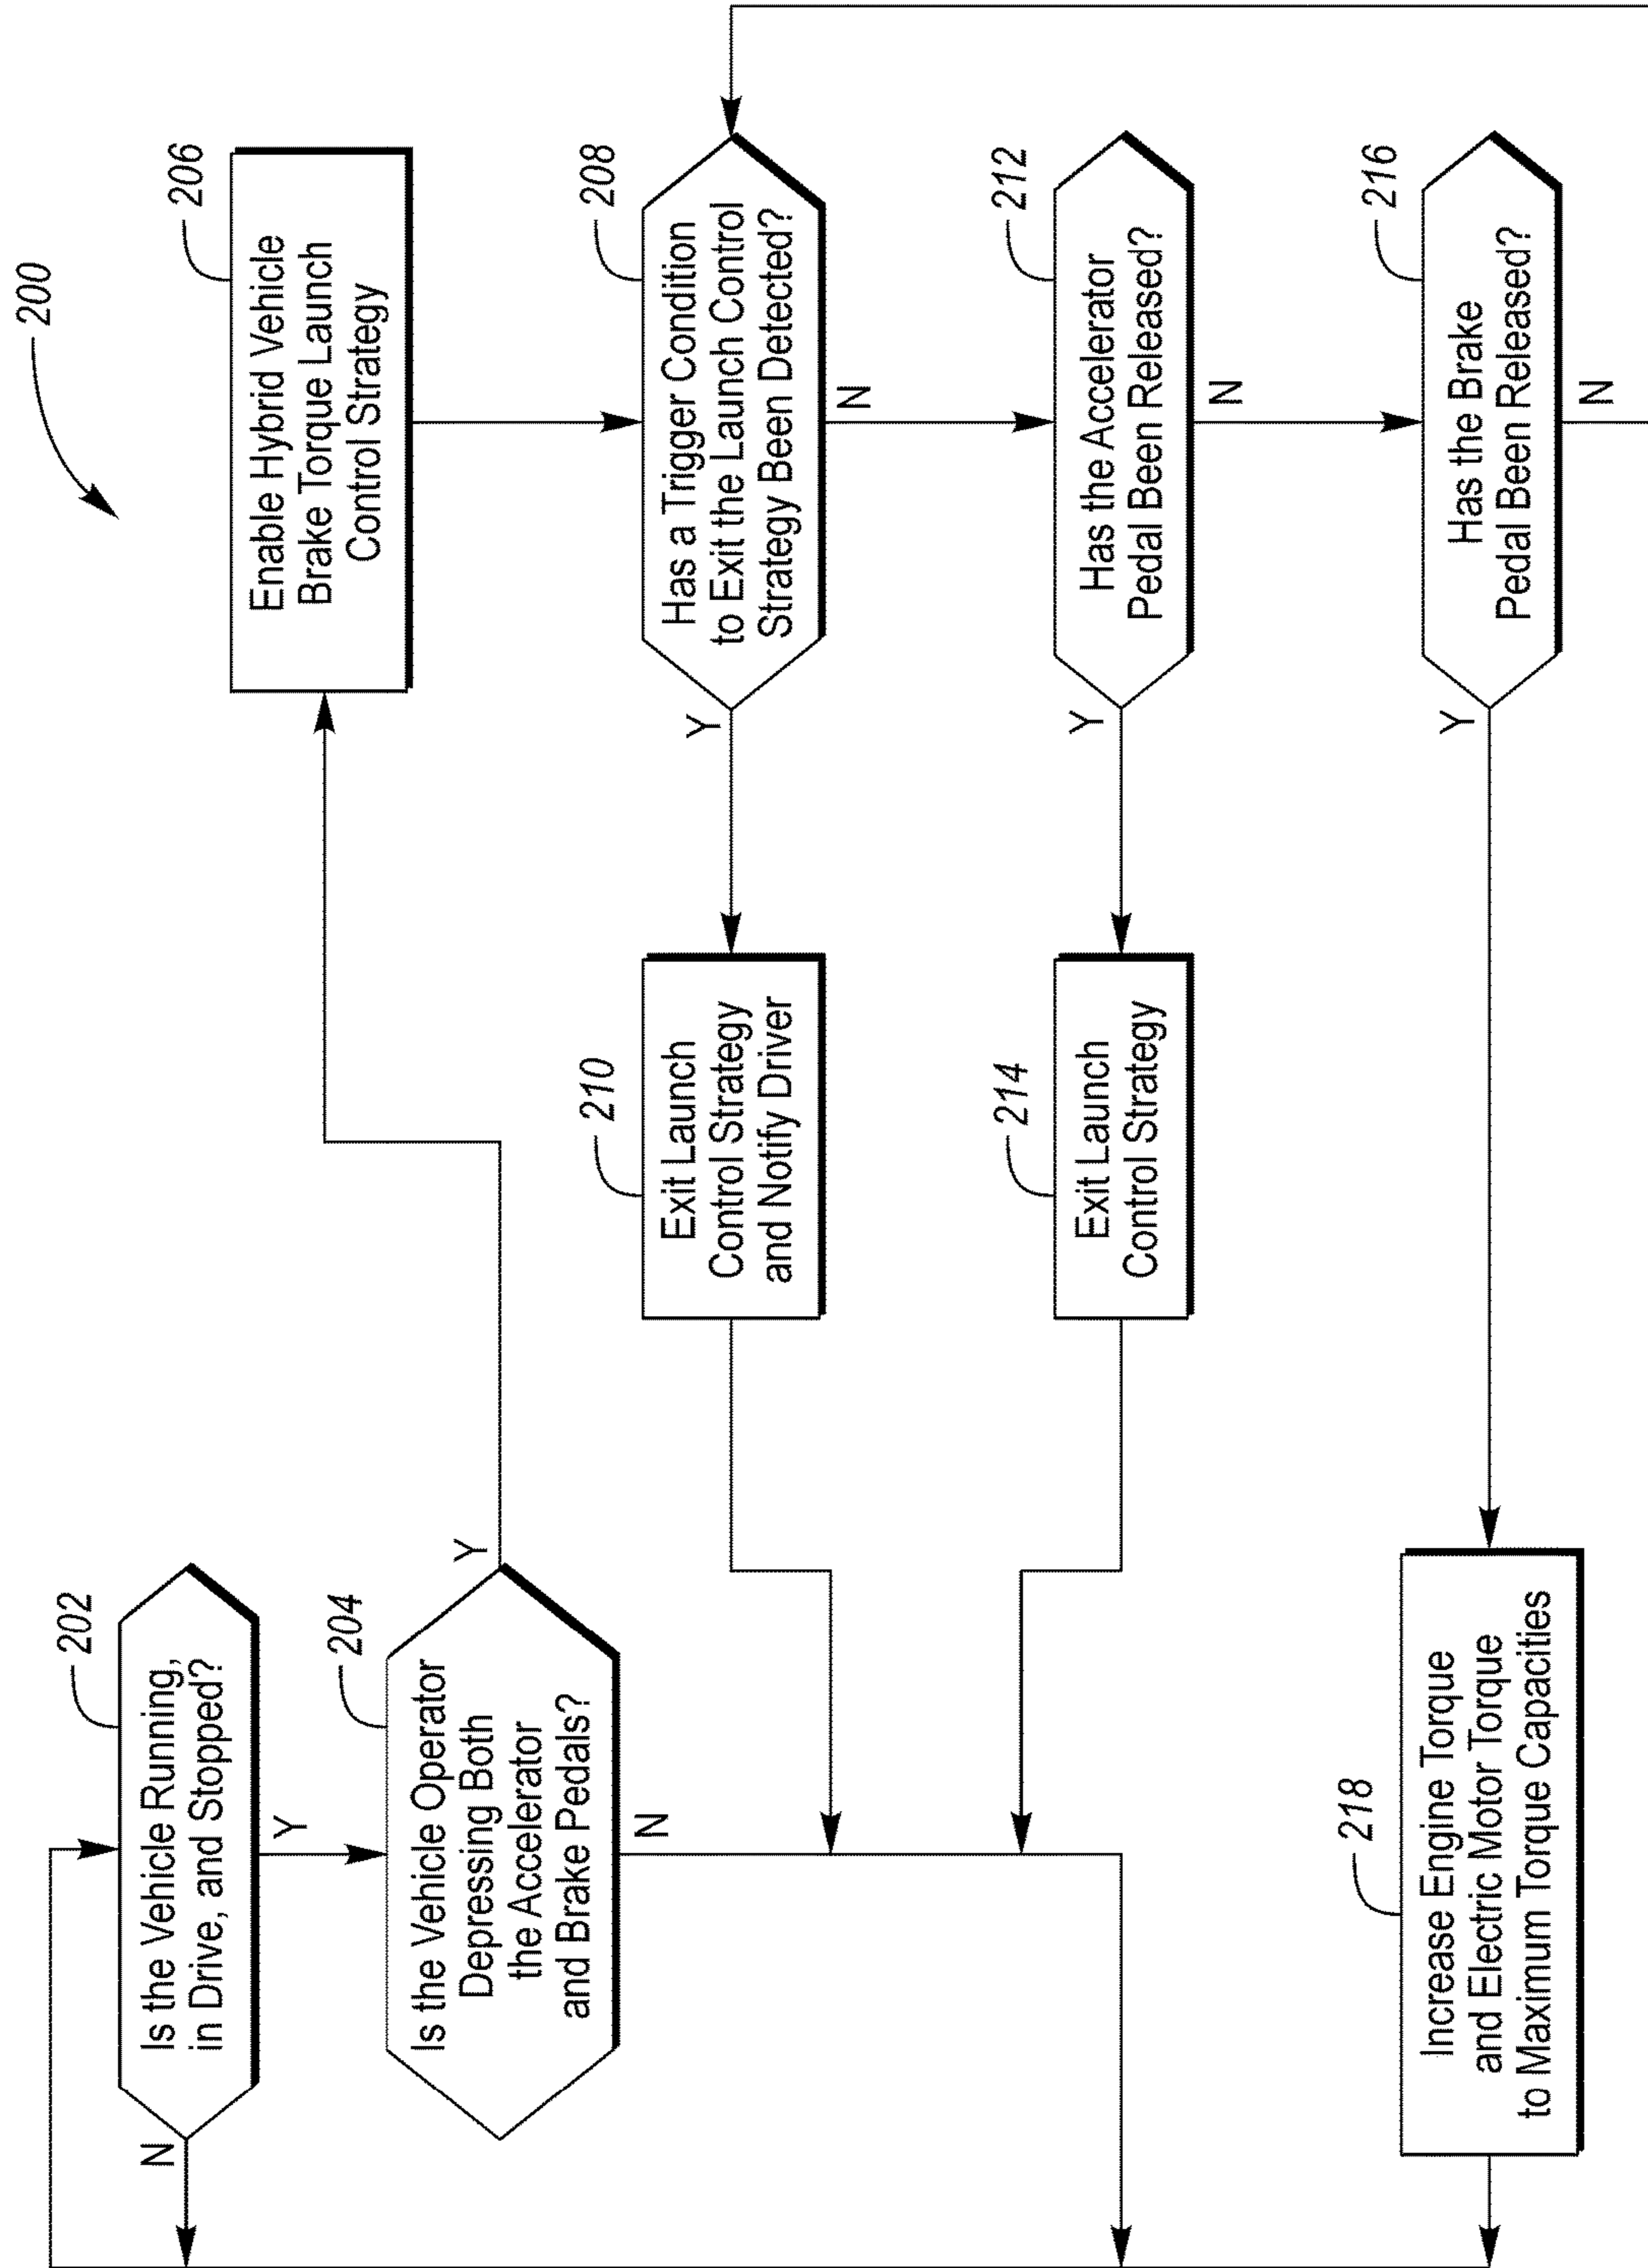 200
202
Is the Vehicle Running,
in Drive, and Stopped?
N
Y
204
Is the Vehicle Operator
Depressing Both
the Accelerator
and Brake Pedals?
Y
N
206
Enable Hybrid Vehicle
Brake Torque Launch
Control Strategy
208
Has a Trigger Condition
to Exit the Launch Control
Strategy Been Detected?
Y
N
210
Exit Launch
Control Strategy
and Notify Driver
212
Has the Accelerator
Pedal Been Released?
Y
N
214
Exit Launch
Control Strategy
216
Has the Brake
Pedal Been Released?
Y
N
218
Increase Engine Torque
and Electric Motor Torque
to Maximum Torque Capacities